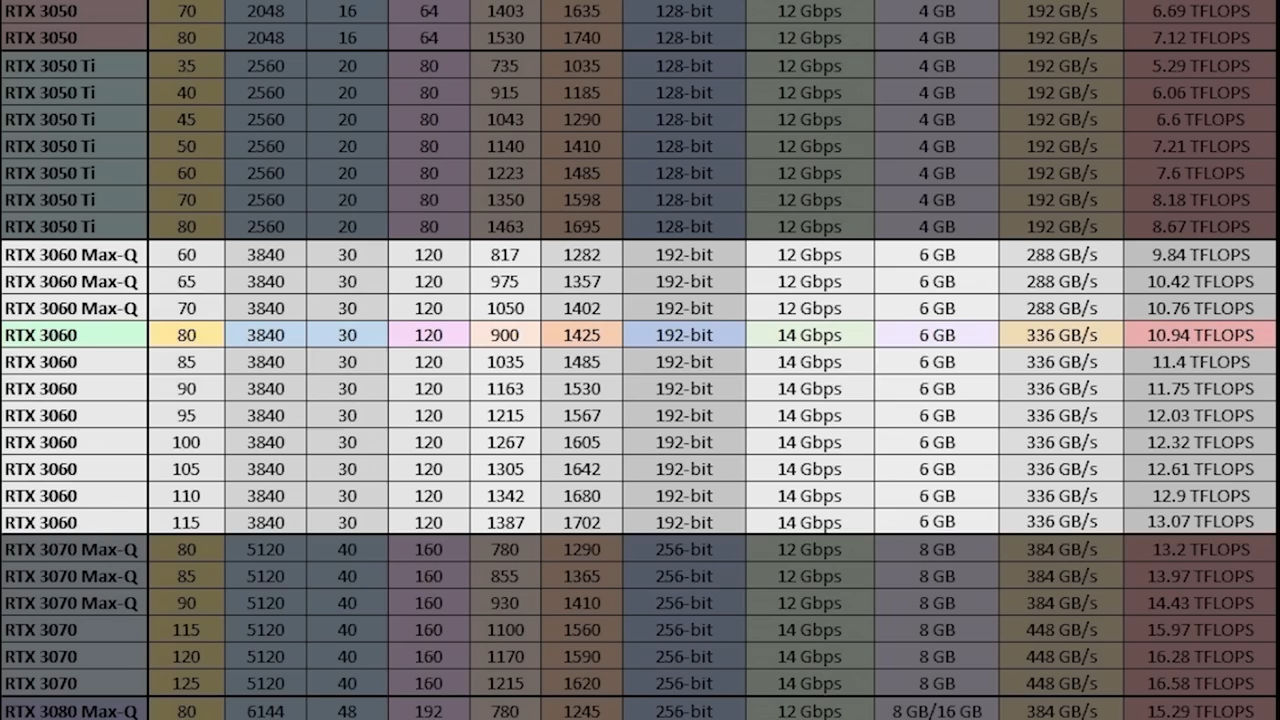 RTX 3050 70 2048 16 64 1403 1635 128-bit 12 Gbps 4 GB 192 GB/s 6.69 TFLOPS
RTX 3050 80 2048 16 64 1530 1740 128-bit 12 Gbps 4 GB 192 GB/s 7.12 TFLOPS
RTX 3050 Ti 35 2560 20 80 735 1035 128-bit 12 Gbps 4 GB 192 GB/s 5.29 TFLOPS
RTX 3050 Ti 40 2560 20 80 915 1185 128-bit 12 Gbps 4 GB 192 GB/s 6.06 TFLOPS
RTX 3050 Ti 45 2560 20 80 1043 1290 128-bit 12 Gbps 4 GB 192 GB/s 6.6 TFLOPS
RTX 3050 Ti 50 2560 20 80 1140 1410 128-bit 12 Gbps 4 GB 192 GB/s 7.21 TFLOPS
RTX 3050 Ti 60 2560 20 80 1223 1485 128-bit 12 Gbps 4 GB 192 GB/s 7.6 TFLOPS
RTX 3050 Ti 70 2560 20 80 1350 1598 128-bit 12 Gbps 4 GB 192 GB/s 8.18 TFLOPS
RTX 3050 Ti 80 2560 20 80 1463 1695 128-bit 12 Gbps 4 GB 192 GB/s 8.67 TFLOPS
RTX 3060 Max-Q 60 3840 30 120 817 1282 192-bit 12 Gbps 6 GB 288 GB/s 9.84 TFLOPS
RTX 3060 Max-Q 65 3840 30 120 975 1357 192-bit 12 Gbps 6 GB 288 GB/s 10.42 TFLOPS
RTX 3060 Max-Q 70 3840 30 120 1050 1402 192-bit 12 Gbps 6 GB 288 GB/s 10.76 TFLOPS
RTX 3060 80 3840 30 120 900 1425 192-bit 14 Gbps 6 GB 336 GB/s 10.94 TFLOPS
RTX 3060 85 3840 30 120 1035 1485 192-bit 14 Gbps 6 GB 336 GB/s 11.4 TFLOPS
RTX 3060 90 3840 30 120 1163 1530 192-bit 14 Gbps 6 GB 336 GB/s 11.75 TFLOPS
RTX 3060 95 3840 30 120 1215 1567 192-bit 14 Gbps 6 GB 336 GB/s 12.03 TFLOPS
RTX 3060 100 3840 30 120 1267 1605 192-bit 14 Gbps 6 GB 336 GB/s 12.32 TFLOPS
RTX 3060 105 3840 30 120 1305 1642 192-bit 14 Gbps 6 GB 336 GB/s 12.61 TFLOPS
RTX 3060 110 3840 30 120 1342 1680 192-bit 14 Gbps 6 GB 336 GB/s 12.9 TFLOPS
RTX 3060 115 3840 30 120 1387 1702 192-bit 14 Gbps 6 GB 336 GB/s 13.07 TFLOPS
RTX 3070 Max-Q 80 5120 40 160 780 1290 256-bit 12 Gbps 8 GB 384 GB/s 13.2 TFLOPS
RTX 3070 Max-Q 85 5120 40 160 855 1365 256-bit 12 Gbps 8 GB 384 GB/s 13.97 TFLOPS
RTX 3070 Max-Q 90 5120 40 160 930 1410 256-bit 12 Gbps 8 GB 384 GB/s 14.43 TFLOPS
RTX 3070 115 5120 40 160 1100 1560 256-bit 14 Gbps 8 GB 448 GB/s 15.97 TFLOPS
RTX 3070 120 5120 40 160 1170 1590 256-bit 14 Gbps 8 GB 448 GB/s 16.28 TFLOPS
RTX 3070 125 5120 40 160 1215 1620 256-bit 14 Gbps 8 GB 448 GB/s 16.58 TFLOPS
RTX 3080 Max-Q 80 6144 48 192 780 1245 256-bit 12 Gbps 8 GB/16 GB 384 GB/s 15.29 TFLOPS